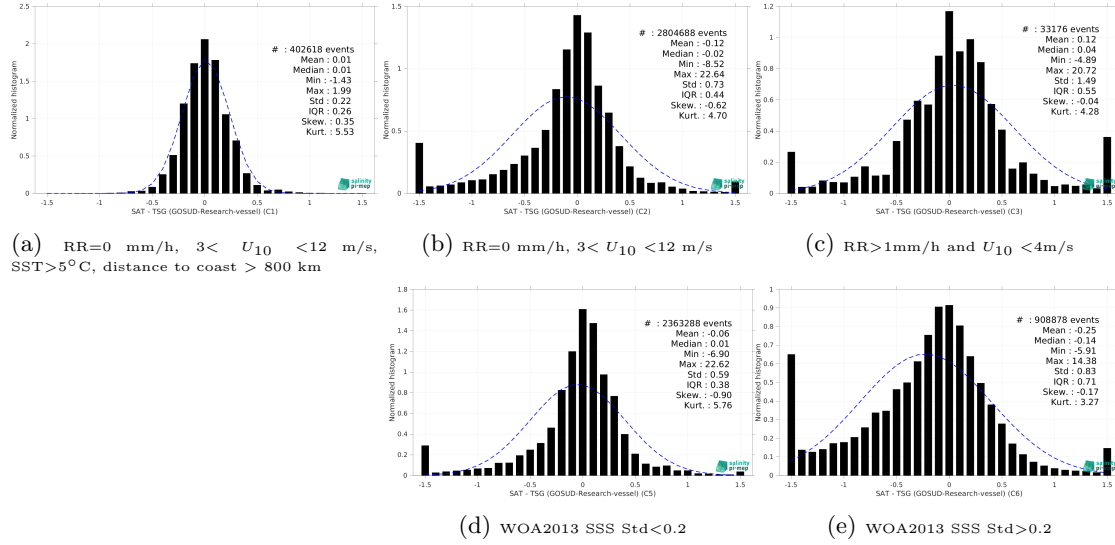 2.5
2
1.5
1
0.5
0
-1.5 -1 -0.5 0 0.5 1 1.5
Normalized histogram
SAT - TSG (GOSUD-Research-vessel) (C1)
# : 402618 events
Mean : 0.01
Median : 0.01
Min : -1.43
Max : 1.99
Std : 0.22
IQR : 0.26
Skew. : 0.35
Kurt. : 5.53
salinity
pi-mep
(a) RR=0 mm/h, 3< U10 <12 m/s,
SST>5°C, distance to coast > 800 km
1.5
1
0.5
0
-1.5 -1 -0.5 0 0.5 1 1.5
Normalized histogram
SAT - TSG (GOSUD-Research-vessel) (C2)
# : 2804688 events
Mean : -0.12
Median : -0.02
Min : -8.52
Max : 22.64
Std : 0.73
IQR : 0.44
Skew. : -0.62
Kurt. : 4.70
salinity
pi-mep
(b) RR=0 mm/h, 3< U10 <12 m/s
1.2
1
0.8
0.6
0.4
0.2
0
-1.5 -1 -0.5 0 0.5 1 1.5
Normalized histogram
SAT - TSG (GOSUD-Research-vessel) (C3)
# : 33176 events
Mean : 0.12
Median : 0.04
Min : -4.89
Max : 20.72
Std : 1.49
IQR : 0.55
Skew. : -0.04
Kurt. : 4.28
salinity
pi-mep
(c) RR>1mm/h and U10 <4m/s
1.8
1.6
1.4
1.2
1
0.8
0.6
0.4
0.2
0
-1.5 -1 -0.5 0 0.5 1 1.5
Normalized histogram
SAT - TSG (GOSUD-Research-vessel) (C5)
# : 2363288 events
Mean : -0.06
Median : 0.01
Min : -6.90
Max : 22.62
Std : 0.59
IQR : 0.38
Skew. : -0.90
Kurt. : 5.76
salinity
pi-mep
(d) WOA2013 SSS Std<0.2
1
0.9
0.8
0.7
0.6
0.5
0.4
0.3
0.2
0.1
0
-1.5 -1 -0.5 0 0.5 1 1.5
Normalized histogram
SAT - TSG (GOSUD-Research-vessel) (C6)
# : 908878 events
Mean : -0.25
Median : -0.14
Min : -5.91
Max : 14.38
Std : 0.83
IQR : 0.71
Skew. : -0.17
Kurt. : 3.27
salinity
pi-mep
(e) WOA2013 SSS Std>0.2